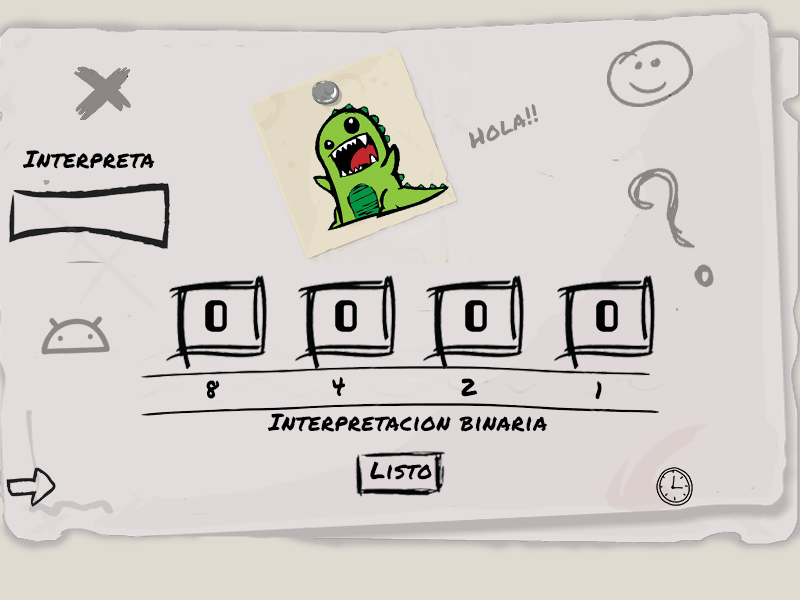 HOLA!!
INTERPRETA
0 0 0 0
8 4 2 1
INTERPRETACION BINARIA
LISTO
?